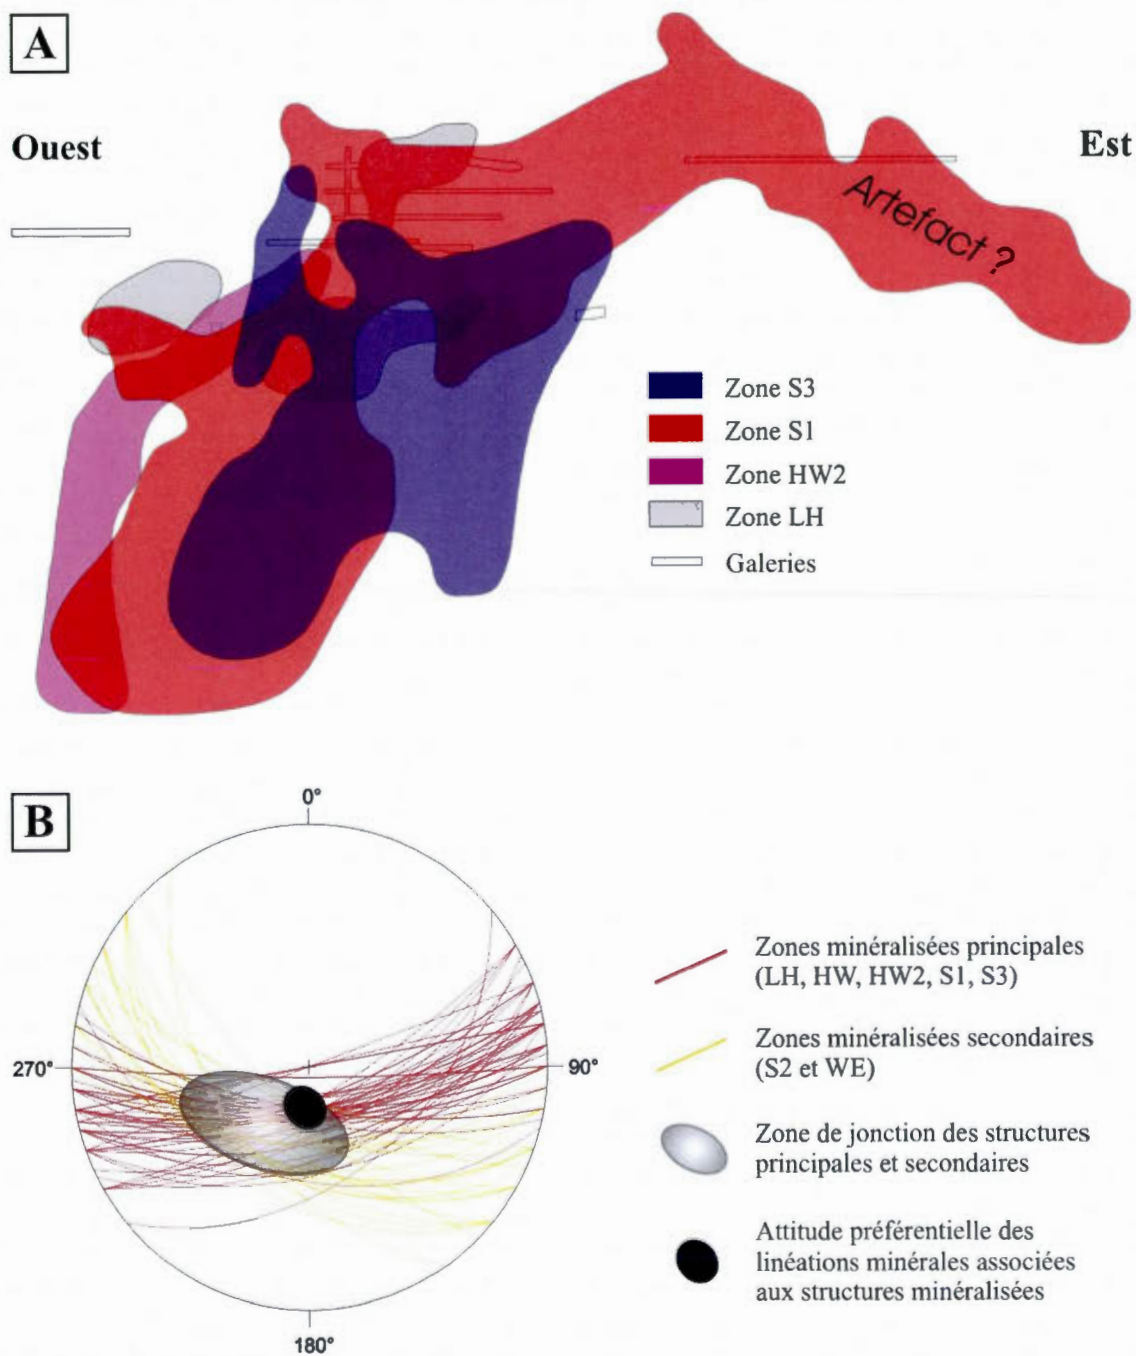 A
Ouest
Est
Artefact ?
Zone S3
Zone S1
Zone HW2
Zone LH
Galeries
B
0°
270°
90°
180°
Zones minéralisées principales
(LH, HW, HW2, S1, S3)
Zones minéralisées secondaires
(S2 et WE)
Zone de jonction des structures
principales et secondaires
Attitude préférentielle des
linéations minérales associées
aux structures minéralisées